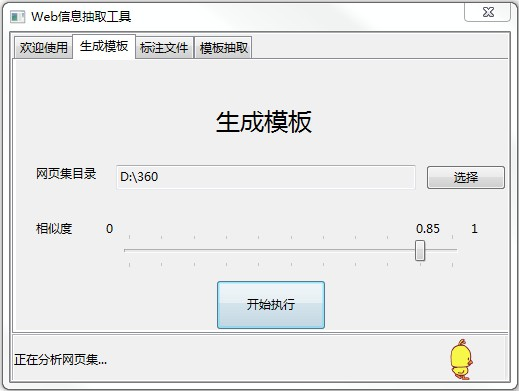 Web信息抽取工具
欢迎使用 生成模板 标注文件 模板抽取
生成模板
网页集目录 D:\360 选择
相似度 0 0.85 1
开始执行
正在分析网页集...